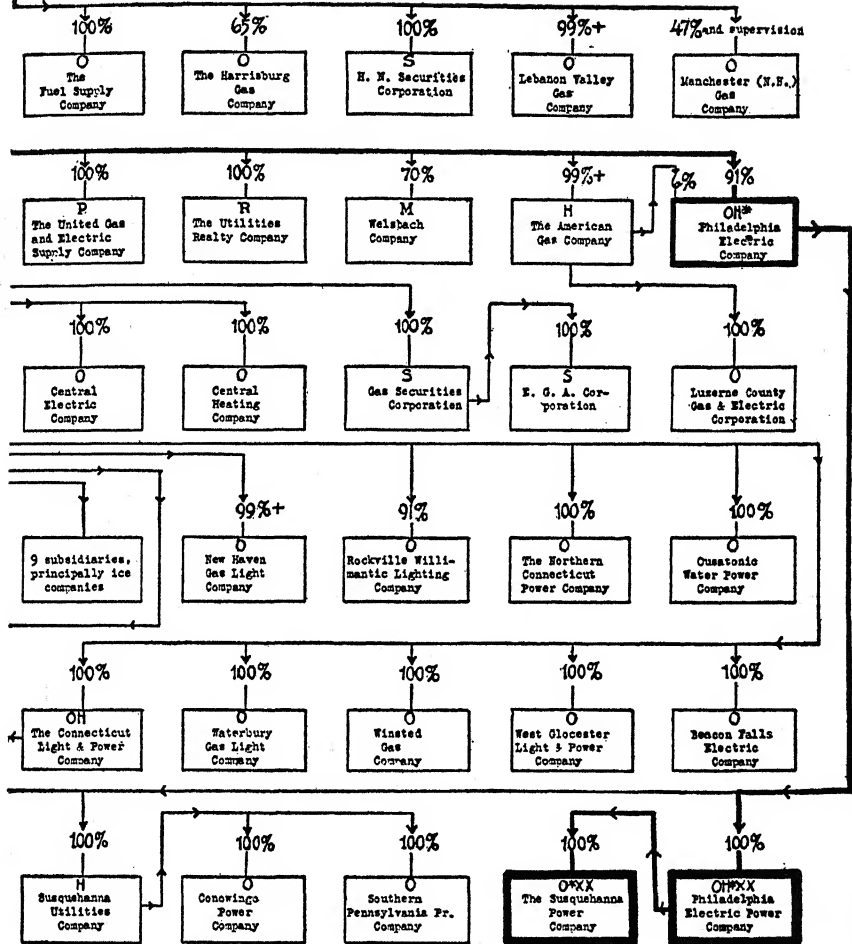 100% 65% 100% 99%+ 47% and supervision
O
The
Fuel Supply
Company
O
The Harrisburg
Gas
Company
S
H. N. Securities
Corporation
O
Lebanon Valley
Gas
Company
O
Manchester (N.H.)
Gas
Company
100% 100% 70% 99%+ 6% 91%
P
The United Gas
and Electric
Supply Company
R
The Utilities
Realty Company
M
Welsbach
Company
H
The American
Gas Company
OH*
Philadelphia
Electric
Company
100% 100% 100% 100% 100%
O
Central
Electric
Company
O
Central
Heating
Company
S
Gas Securities
Corporation
S
E. G. A. Cor-
poration
O
Luzerne County
Gas & Electric
Corporation
99%+ 91% 100% 100%
9 subsidiaries,
principally ice
companies
O
New Haven
Gas Light
Company
O
Rockville Willi-
mantic Lighting
Company
O
The Northern
Connecticut
Power Company
O
Ousatonic
Water Power
Company
100% 100% 100% 100% 100%
OH
The Connecticut
Light & Power
Company
O
Waterbury
Gas Light
Company
O
Winsted
Gas
Company
O
West Glocester
Light & Power
Company
O
Beacon Falls
Electric
Company
100% 100% 100% 100% 100%
H
Susquehanna
Utilities
Company
O
Conowingo
Power
Company
O
Southern
Pennsylvania Pr.
Company
O*XX
The Susquehanna
Power
Company
OH*XX
Philadelphia
Electric Power
Company